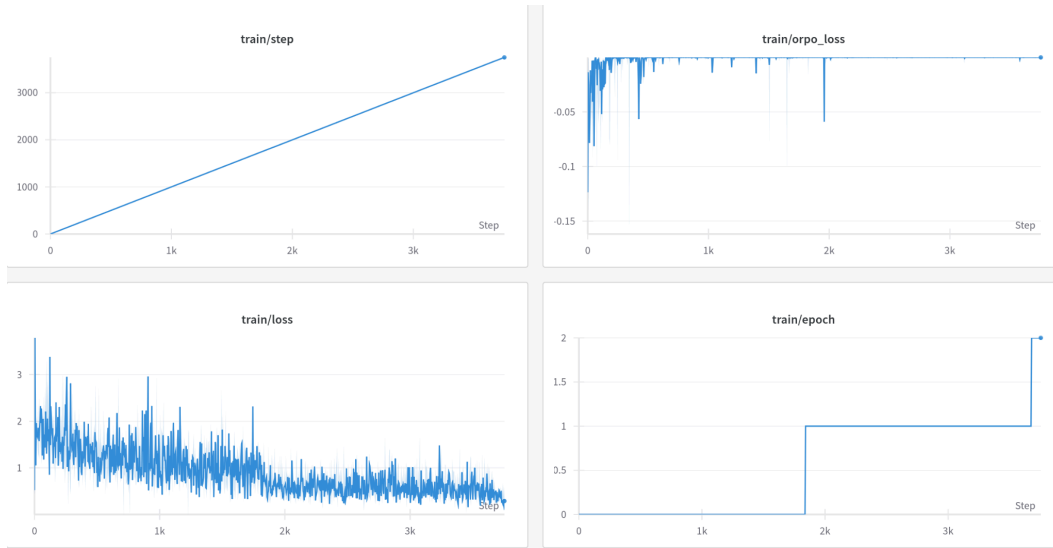 train/step
3000
2000
1000
0
Step
0
1k
2k
3k
train/orpo_loss
-0.05
-0.1
-0.15
Step
0
1k
2k
3k
train/loss
3
2
1
Step
0
1k
2k
3k
train/epoch
2
1.5
1
0.5
0
Step
0
1k
2k
3k